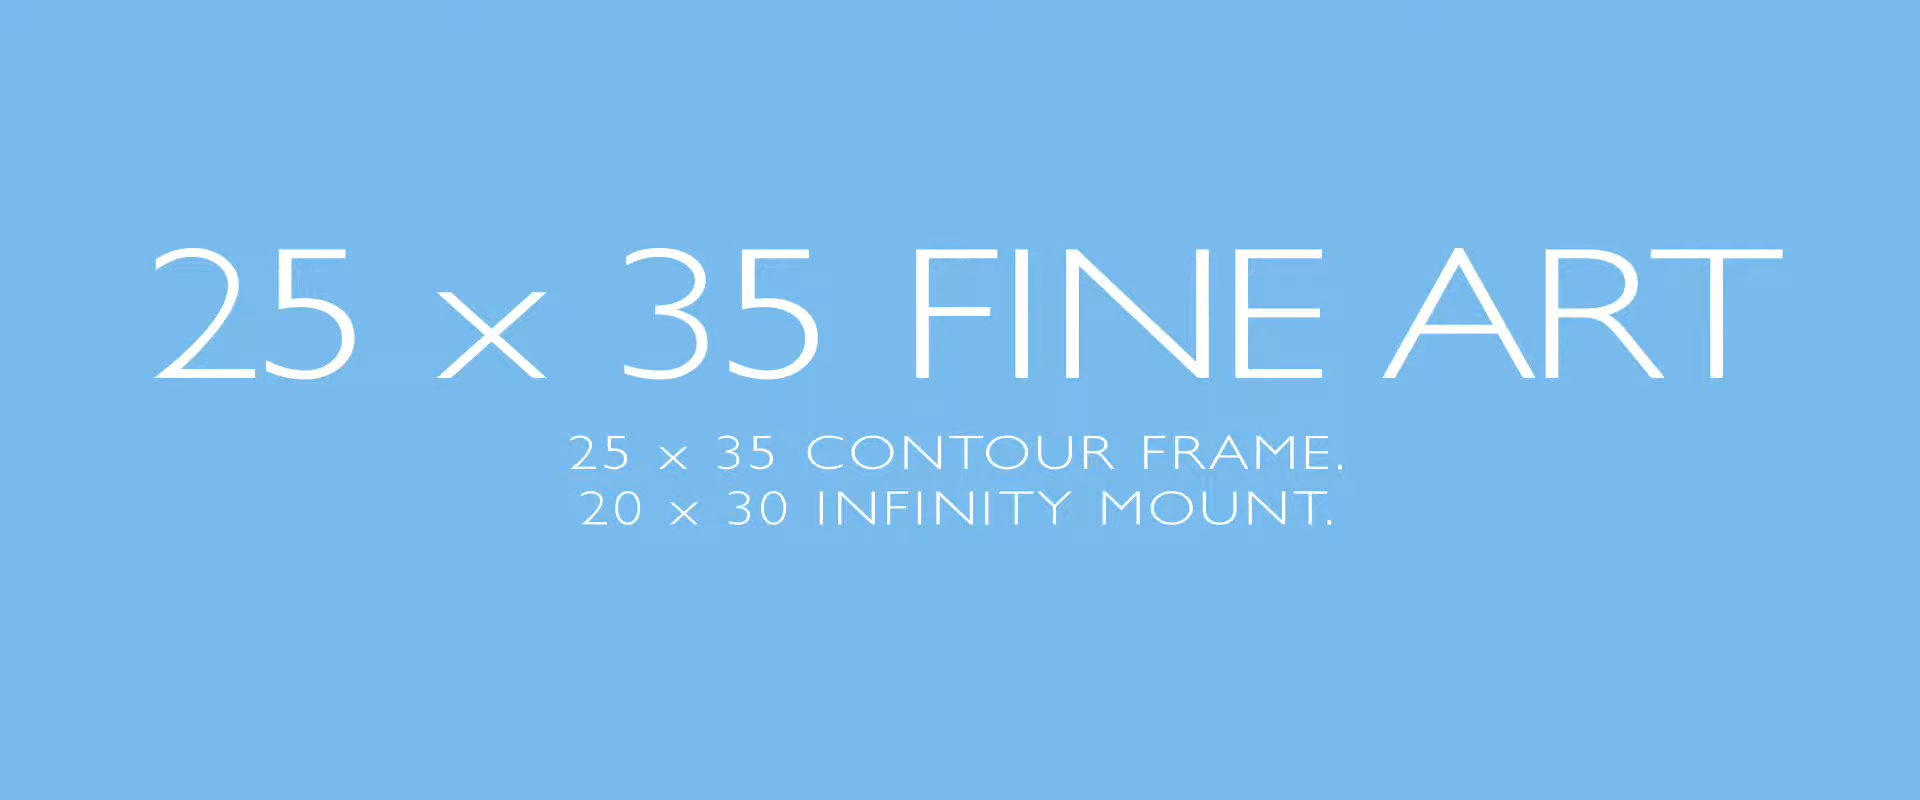 25 x 35 FINE ART
25 x 35 CONTOUR FRAME.
20 x 30 INFINITY MOUNT.